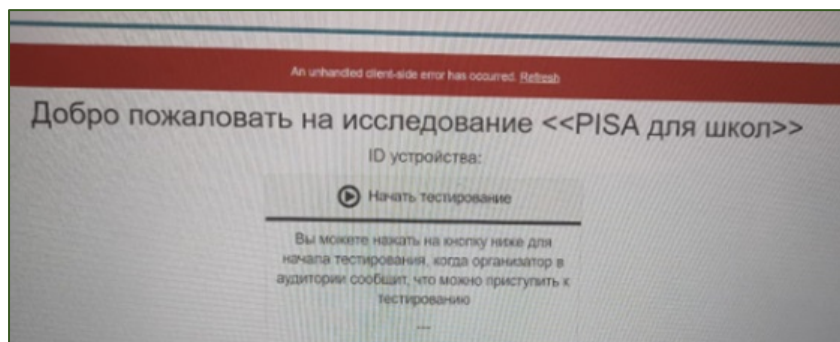 An unhandled client-side error has occurred. Refresh
Добро пожаловать на исследование <<PISA для школ>>
ID устройства:
Начать тестирование
Вы можете нажать на кнопку ниже для
начала тестирования, когда организатор в
аудитории сообщит, что можно приступить к
тестированию
---